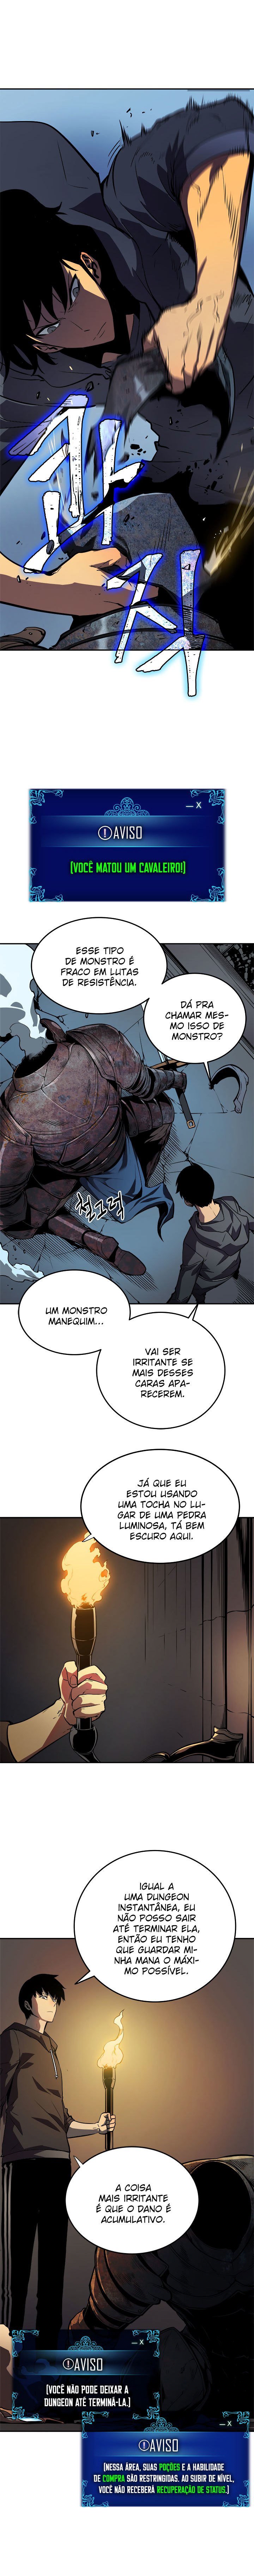 사
삭
— X
! AVISO
[VOCÊ MATOU UM CAVALEIRO!]
ESSE TIPO
DE MONSTRO É
FRACO EM LUTAS
DE RESISTÊNCIA.
DÁ PRA
CHAMAR MES-
MO ISSO DE
MONSTRO?
철그럭
UM MONSTRO
MANEQUIM...
VAI SER
IRRITANTE SE
MAIS DESSES
CARAS APA-
RECEREM.
JÁ QUE EU
ESTOU USANDO
UMA TOCHA NO LU-
GAR DE UMA PEDRA
LUMINOSA, TÁ BEM
ESCURO AQUI.
IGUAL A
UMA DUNGEON
INSTANTÂNEA, EU
NÃO POSSO SAIR
ATÉ TERMINAR ELA,
ENTÃO EU TENHO
QUE GUARDAR MI-
NHA MANA O MÁXI-
MO POSSÍVEL.
A COISA
MAIS IRRITANTE
É QUE O DANO É
ACUMULATIVO.
— X
! AVISO
[VOCÊ NÃO PODE DEIXAR A
DUNGEON ATÉ TERMINÁ-LA.]
— X
! AVISO
[NESSA ÁREA, SUAS POÇÕES E A HABILIDADE
DE COMPRA SÃO RESTRINGIDAS. AO SUBIR DE NÍVEL,
VOCÊ NÃO RECEBERÁ RECUPERAÇÃO DE STATUS.]